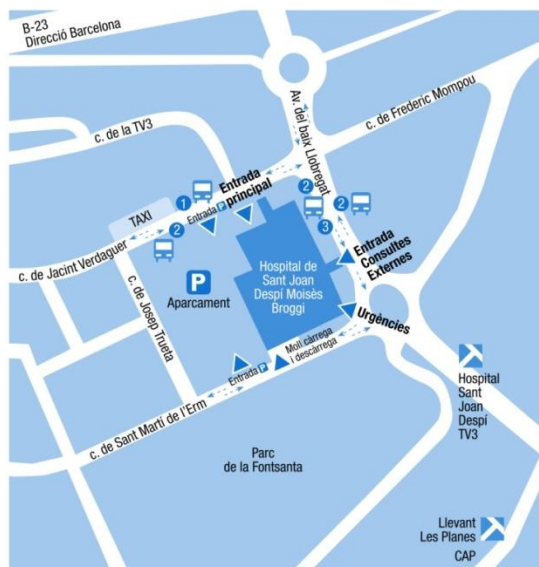 B-23
Direcció Barcelona
c. de la TV3
Av. del baix Llobregat
c. de Frederic Mompou
TAXI
1
2
Entrada P
Entrada
principal
2
2
3
c. de Jacint Verdaguer
c. de Josep Trueta
P
Aparcament
Hospital de
Sant Joan
Despí Moisès
Broggi
Entrada
Consultes
Externes
Urgències
Moll càrrega
i descàrrega
Entrada P
c. de Sant Martí de l'Erm
Parc
de la Fontsanta
Hospital
Sant
Joan
Despí
TV3
Llevant
Les Planes
CAP